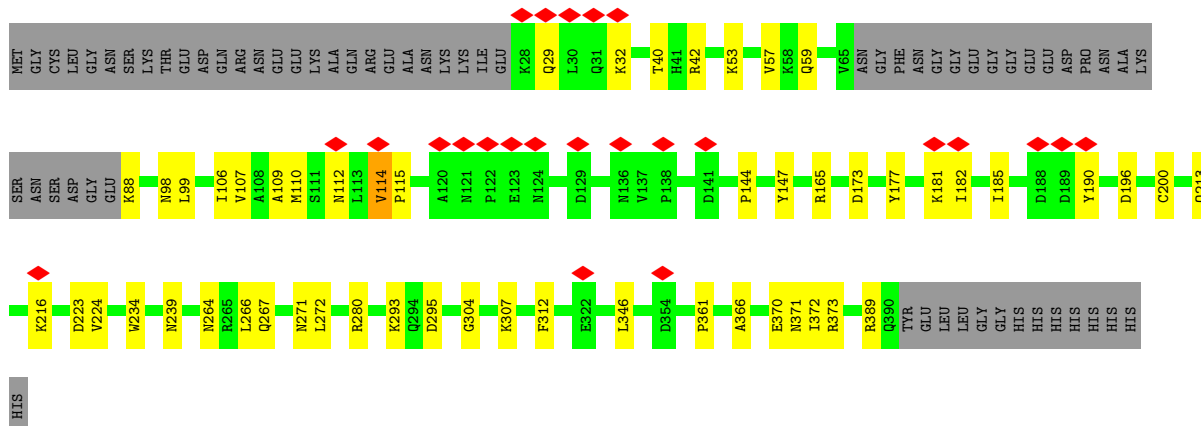 MET GLY CYS LEU GLY ASN SER LYS THR GLU ASP GLN ARG ASN GLU GLU LYS ALA GLN ARG GLU ALA ASN LYS LYS ILE GLU K28 Q29 L30 Q31 K32 T40 H41 R42 K53 V57 K58 Q59 V65 ASN GLY PHE ASN GLY GLY GLU GLY GLY GLU GLU ASP PRO ASN ALA LYS
SER ASN SER ASP GLY GLU K88 N98 L99 I106 V107 A108 A109 M110 S111 N112 L113 V114 P115 A120 N121 P122 E123 N124 D129 N136 V137 P138 D141 P144 Y147 R165 D173 Y177 K181 I182 I185 D188 D189 Y190 D196 C200 Q213
K216 D223 V224 W234 N239 N264 R265 L266 Q267 N271 L272 R280 K293 Q294 D295 G304 K307 F312 E322 L346 D354 P361 A366 E370 N371 I372 R373 R389 Q390 TYR GLU LEU LEU GLY GLY HIS HIS HIS HIS HIS HIS HIS
HIS